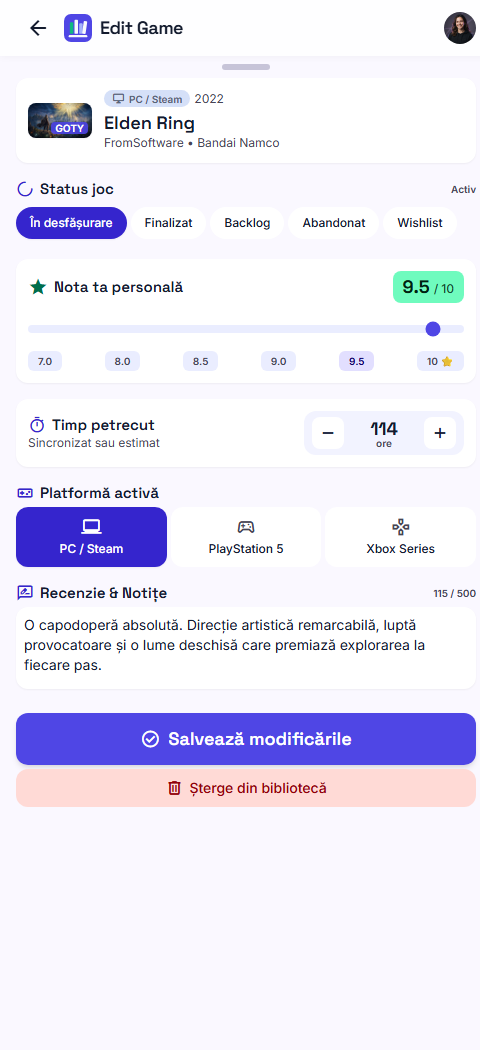 Edit Game
PC / Steam 2022
GOTY
Elden Ring
FromSoftware • Bandai Namco
Status joc
Activ
În desfășurare
Finalizat
Backlog
Abandonat
Wishlist
Nota ta personală
9.5 / 10
7.0
8.0
8.5
9.0
9.5
10 ⭐
Timp petrecut
Sincronizat sau estimat
−
114
ore
+
Platformă activă
PC / Steam
PlayStation 5
Xbox Series
Recenzie & Notițe
115 / 500
O capodoperă absolută. Direcție artistică remarcabilă, luptă
provocatoare și o lume deschisă care premiază explorarea la
fiecare pas.
Salvează modificările
Șterge din bibliotecă